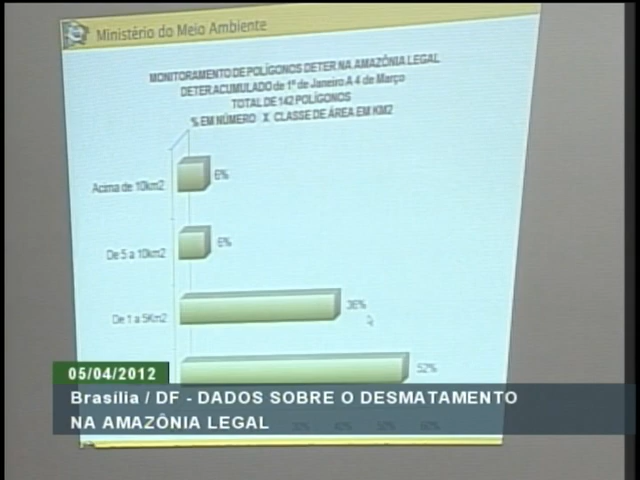 Ministério do Meio Ambiente
MONITORAMENTO DE POLÍGONOS DETER NA AMAZÔNIA LEGAL
DETER ACUMULADO de 1º de Janeiro A 4 de Março
TOTAL DE 142 POLÍGONOS
% EM NÚMERO X CLASSE DE ÁREA EM KM2
Acima de 10km2 6%
De 5 a 10km2 6%
De 1 a 5Km2 36%
52%
05/04/2012
Brasília / DF - DADOS SOBRE O DESMATAMENTO
NA AMAZÔNIA LEGAL